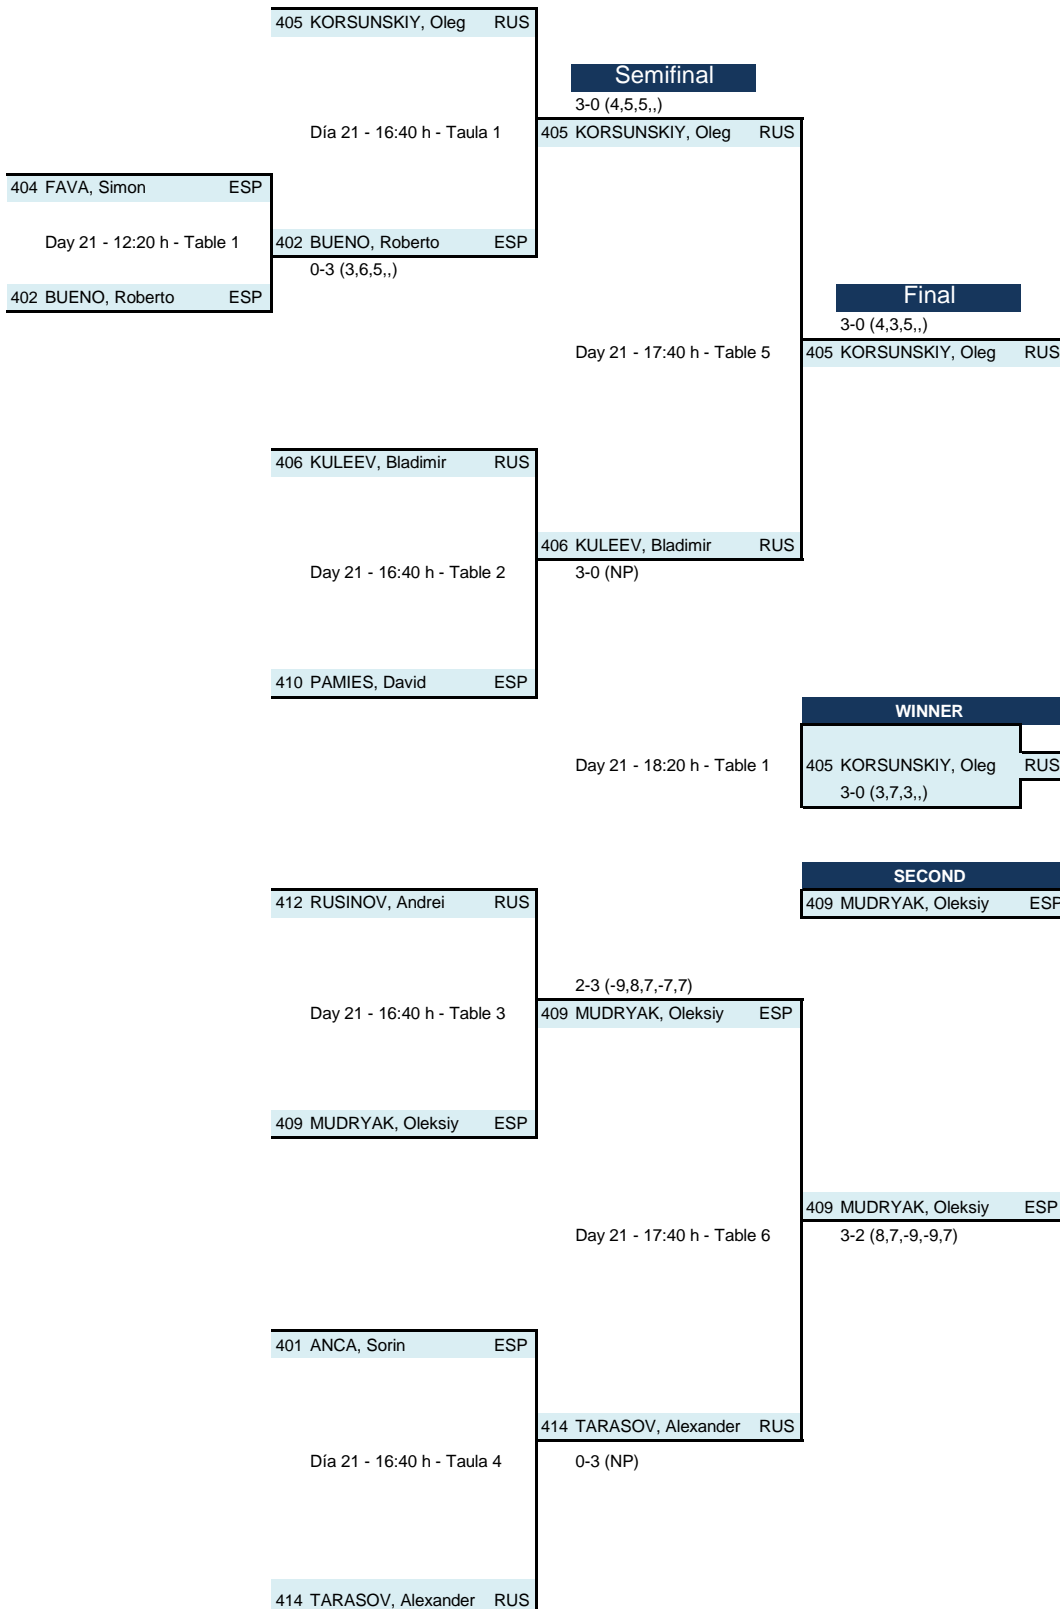 405 KORSUNSKIY, Oleg RUS
Semifinal
3-0 (4,5,5,,)
Día 21 - 16:40 h - Taula 1
405 KORSUNSKIY, Oleg RUS
404 FAVA, Simon ESP
Day 21 - 12:20 h - Table 1
402 BUENO, Roberto ESP
0-3 (3,6,5,,)
402 BUENO, Roberto ESP
Final
3-0 (4,3,5,,)
Day 21 - 17:40 h - Table 5
405 KORSUNSKIY, Oleg RUS
406 KULEEV, Bladimir RUS
406 KULEEV, Bladimir RUS
Day 21 - 16:40 h - Table 2
3-0 (NP)
410 PAMIES, David ESP
WINNER
Day 21 - 18:20 h - Table 1
405 KORSUNSKIY, Oleg RUS
3-0 (3,7,3,,)
SECOND
412 RUSINOV, Andrei RUS
409 MUDRYAK, Oleksiy ESP
2-3 (-9,8,7,-7,7)
Day 21 - 16:40 h - Table 3
409 MUDRYAK, Oleksiy ESP
409 MUDRYAK, Oleksiy ESP
409 MUDRYAK, Oleksiy ESP
Day 21 - 17:40 h - Table 6
3-2 (8,7,-9,-9,7)
401 ANCA, Sorin ESP
414 TARASOV, Alexander RUS
Día 21 - 16:40 h - Taula 4
0-3 (NP)
414 TARASOV, Alexander RUS